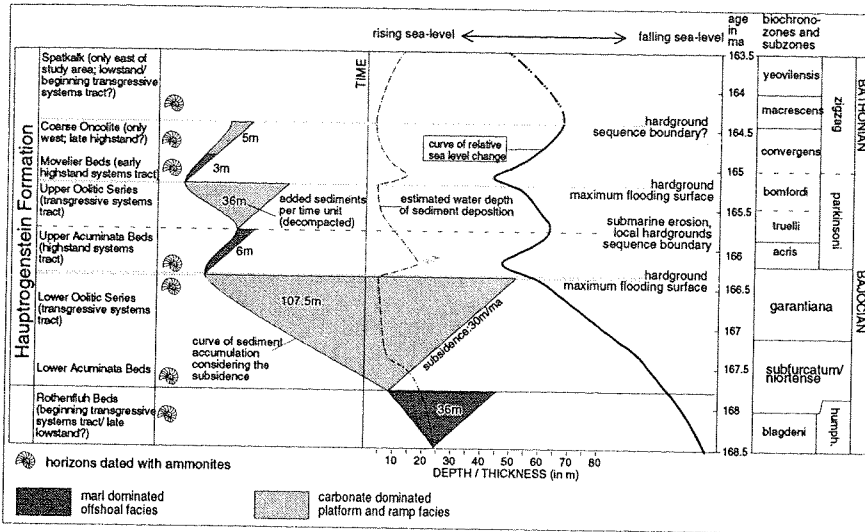 rising sea-level
falling sea-level
age
in
ma
biochrono-
zones and
subzones
Hauptrogenstein Formation
Spatkalk (only east of
study area; lowstand/
beginning transgressive
systems tract?)
Coarse Oolite (only
west; late highstand?)
Movelier Beds (early
highstand systems tract)
Upper Oolitic Series
(transgressive systems
tract)
Upper Acuminata Beds
(highstand systems
tract)
Lower Oolitic Series
(transgressive systems
tract)
Lower Acuminata Beds
Rothenfluh Beds
(beginning transgressive
systems tract/ late
lowstand?)
TIME
5m
3m
36m
added sediments
per time unit
(decompacted)
6m
107.5m
curve of sediment
accumulation
considering the
subsidence
subsidence:30m/ma
36m
curve of relative
sea level change
estimated water depth
of sediment deposition
hardground
sequence boundary?
hardground
maximum flooding surface
submarine erosion,
local hardgrounds
sequence boundary
hardground
maximum flooding surface
163.5
164
164.5
165
165.5
166
166.5
167
167.5
168
168.5
yeovilensis
macrescens
convergens
bomfordi
truelli
acris
garantiana
subfurcatum/
niortense
blagdeni
zigzag
parkinsoni
humph.
BATHONIAN
BAJOCIAN
10 20 30 40 50 60 70 80
DEPTH / THICKNESS (in m)
horizons dated with ammonites
marl dominated
offshoal facies
carbonate dominated
platform and ramp facies